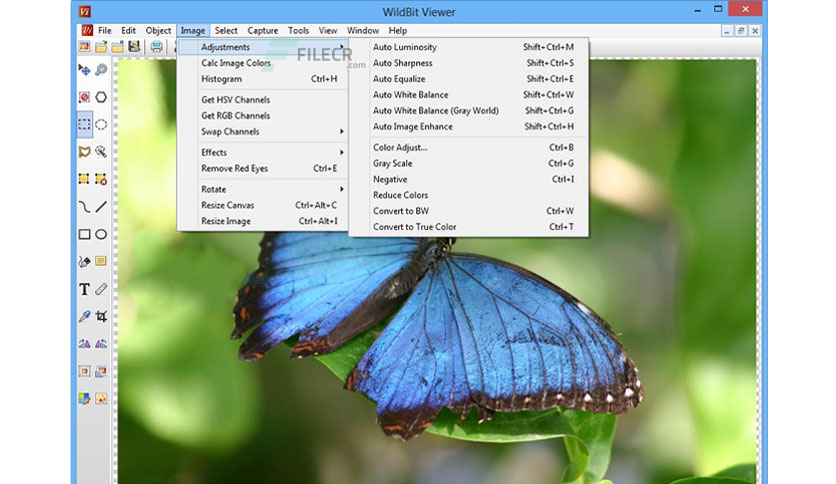 WildBit Viewer
File Edit Object Image Select Capture Tools View Window Help
Adjustments
Calc Image Colors
Histogram Ctrl+H
Get HSV Channels
Get RGB Channels
Swap Channels
Effects
Remove Red Eyes Ctrl+E
Rotate
Resize Canvas Ctrl+Alt+C
Resize Image Ctrl+Alt+I
FILECR
.com
Auto Luminosity Shift+Ctrl+M
Auto Sharpness Shift+Ctrl+S
Auto Equalize Shift+Ctrl+E
Auto White Balance Shift+Ctrl+W
Auto White Balance (Gray World) Shift+Ctrl+G
Auto Image Enhance Shift+Ctrl+H
Color Adjust... Ctrl+B
Gray Scale Ctrl+G
Negative Ctrl+I
Reduce Colors
Convert to BW Ctrl+W
Convert to True Color Ctrl+T
T